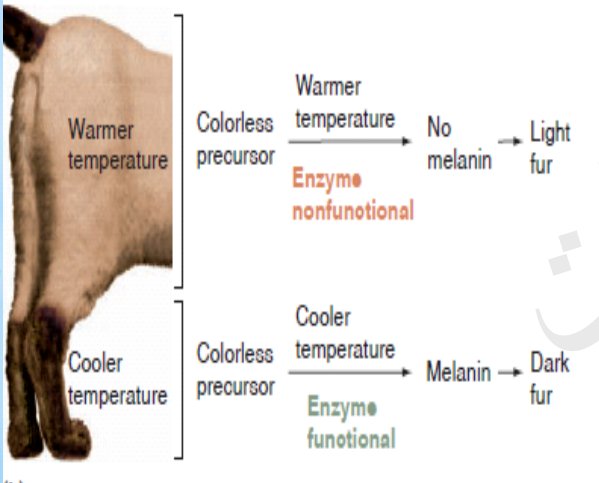 Warmer
temperature
Colorless
precursor
Warmer
temperature
Enzyme
nonfunotional
No
melanin
Light
fur
Cooler
temperature
Colorless
precursor
Cooler
temperature
Enzyme
funotional
Melanin
Dark
fur